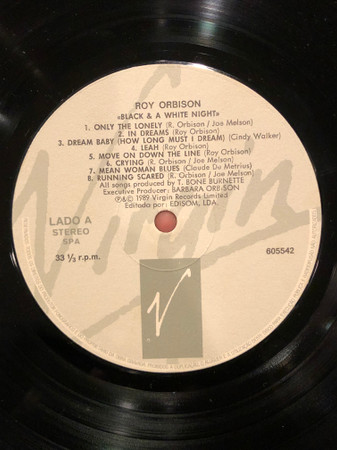 ROY ORBISON
«BLACK & A WHITE NIGHT»
1. ONLY THE LONELY (R. Orbison / Joe Melson)
2. IN DREAMS (Roy Orbison)
3. DREAM BABY (HOW LONG MUST I DREAM) (Cindy Walker)
4. LEAH (Roy Orbison)
5. MOVE ON DOWN THE LINE (Roy Orbison)
6. CRYING (R. Orbison / Joe Melson)
7. MEAN WOMAN BLUES (Claude De Metrius)
8. RUNNING SCARED (R. Orbison / Joe Melson)
All songs produced by T. BONE BURNETTE
Executive Producer: BARBARA ORBISON
℗&© 1989 Virgin Records Limited
Editado por: EDISOM, LDA.
LADO A
STEREO
SPA
33 ⅓ r.p.m.
605542
Virgin
V